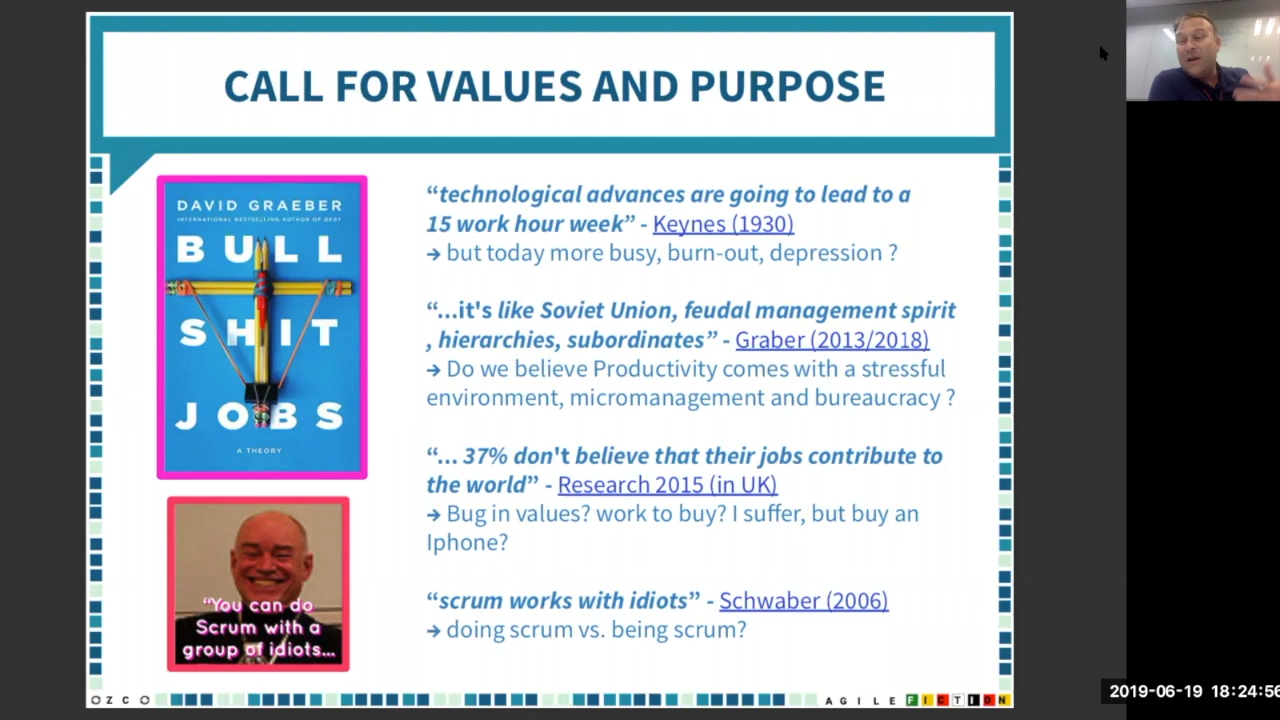 CALL FOR VALUES AND PURPOSE
DAVID GRAEBER
INTERNATIONAL BESTSELLING AUTHOR OF DEBT
BULL
SHIT
JOBS
A THEORY
"You can do
Scrum with a
group of idiots...
“technological advances are going to lead to a
15 work hour week” - Keynes (1930)
→ but today more busy, burn-out, depression ?
“...it's like Soviet Union, feudal management spirit
, hierarchies, subordinates” - Graber (2013/2018)
→ Do we believe Productivity comes with a stressful
environment, micromanagement and bureaucracy ?
“... 37% don't believe that their jobs contribute to
the world” - Research 2015 (in UK)
→ Bug in values? work to buy? I suffer, but buy an
Iphone?
“scrum works with idiots” - Schwaber (2006)
→ doing scrum vs. being scrum?
OZCO
AGILE FICTION
2019-06-19 18:24:56